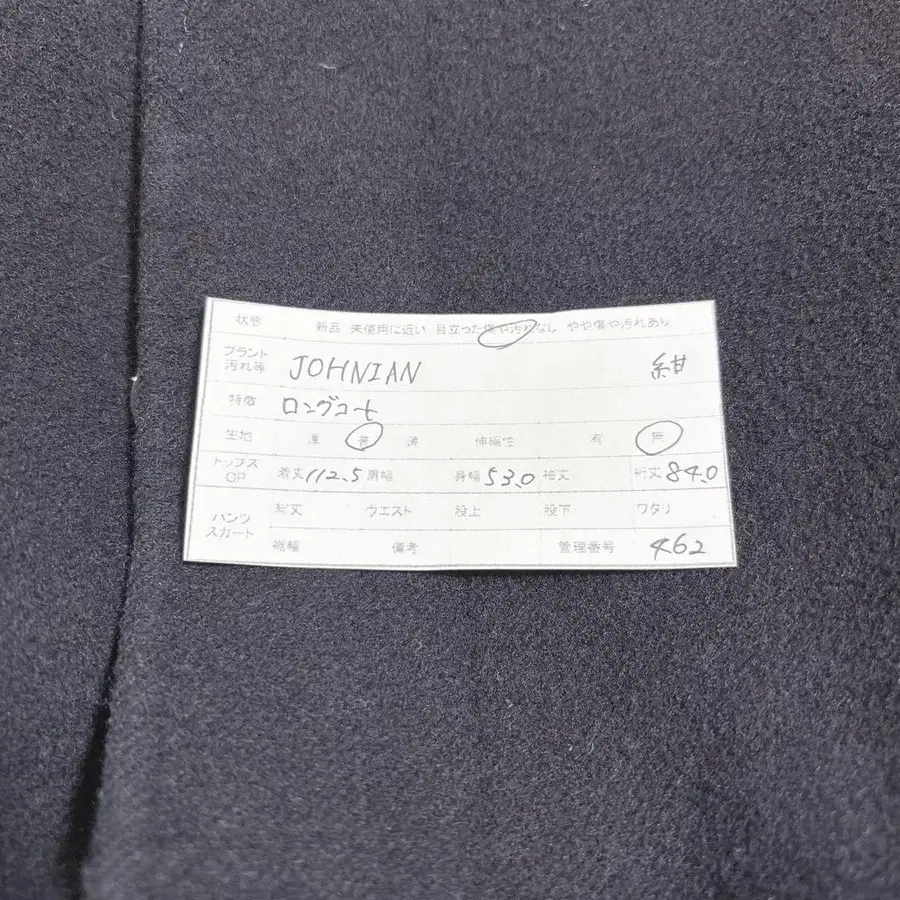 状態 新品 未使用に近い 目立った傷や汚れなし やや傷や汚れあり
ブランド 汚れ等 JOHNIAN 紺
特徴 ロングコート
生地 厚 普 薄 伸縮性 有 無
トップス OP 着丈 112.5 肩幅 身幅 53.0 袖丈 裄丈 84.0
パンツ スカート 総丈 ウエスト 股上 股下 ワタリ
裾幅 備考 管理番号 462